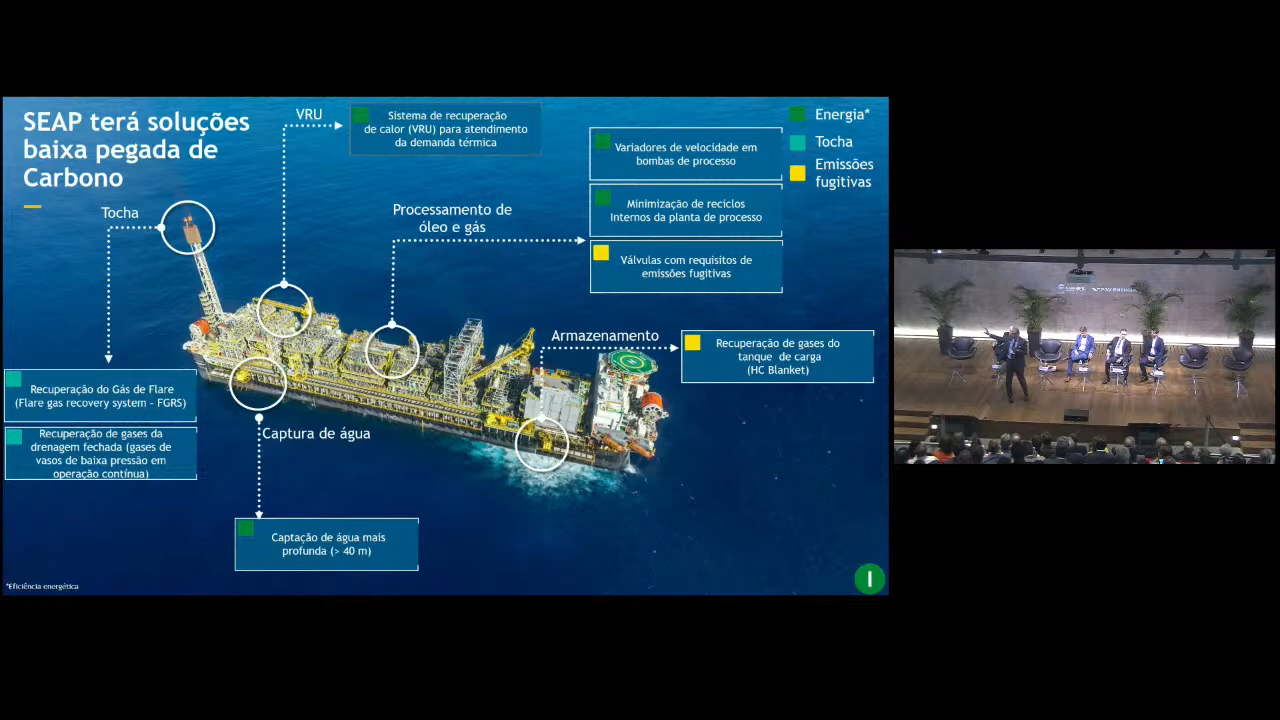 SEAP terá soluções
baixa pegada de
Carbono
VRU
Sistema de recuperação
de calor (VRU) para atendimento
da demanda térmica
Energia*
Tocha
Emissões
fugitivas
Variadores de velocidade em
bombas de processo
Minimização de reciclos
Internos da planta de processo
Válvulas com requisitos de
emissões fugitivas
Tocha
Processamento de
óleo e gás
Armazenamento
Recuperação de gases do
tanque de carga
(HC Blanket)
Recuperação do Gás de Flare
(Flare gas recovery system - FGRS)
Recuperação de gases da
drenagem fechada (gases de
vasos de baixa pressão em
operação contínua)
Captura de água
Captação de água mais
profunda (> 40 m)
*Eficiência energética
I